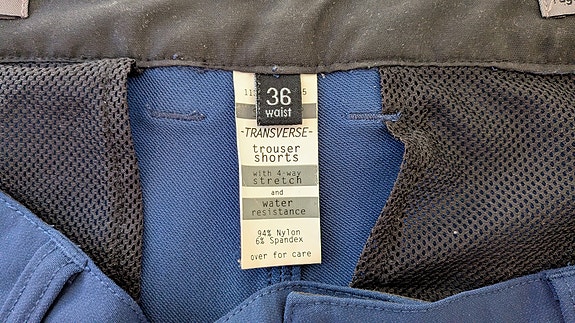 36
waist
-TRANSVERSE-
trouser
shorts
with 4-way
stretch
and
water
resistance
94% Nylon
6% Spandex
over for care